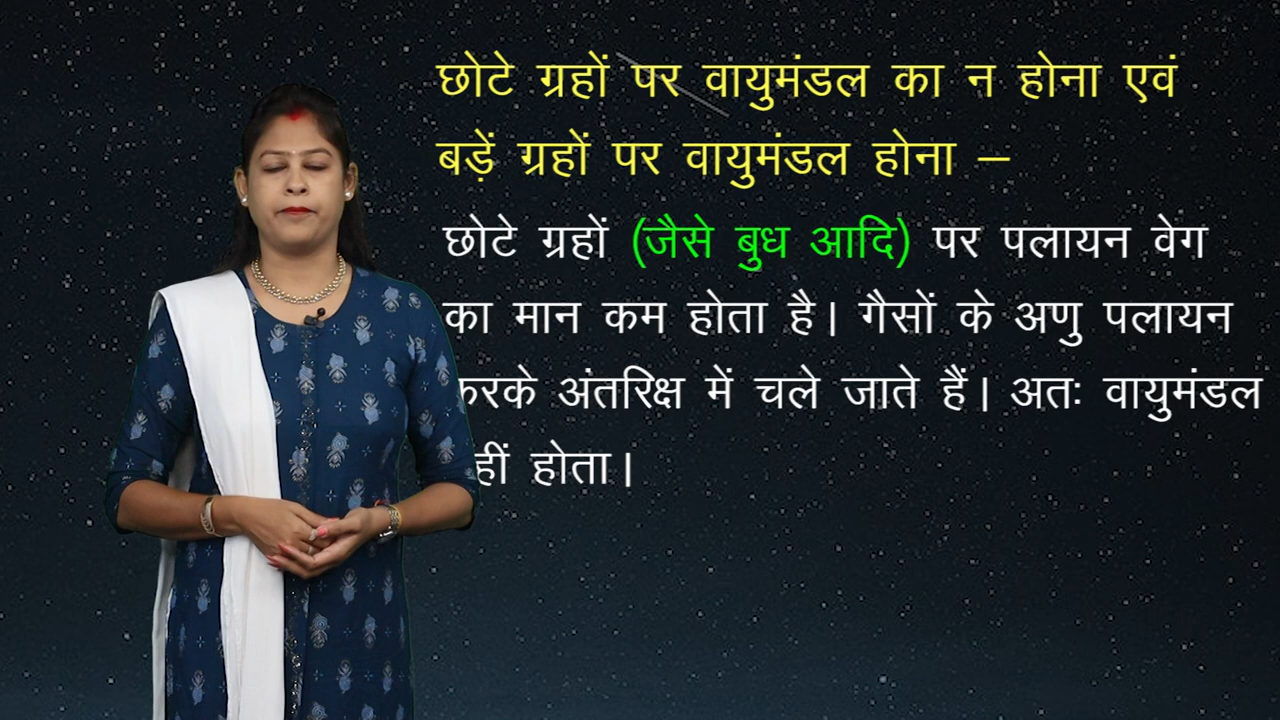 छोटे ग्रहों पर वायुमंडल का न होना एवं
बड़ें ग्रहों पर वायुमंडल होना –
छोटे ग्रहों (जैसे बुध आदि) पर पलायन वेग
का मान कम होता है। गैसों के अणु पलायन
करके अंतरिक्ष में चले जाते हैं। अतः वायुमंडल
होता।